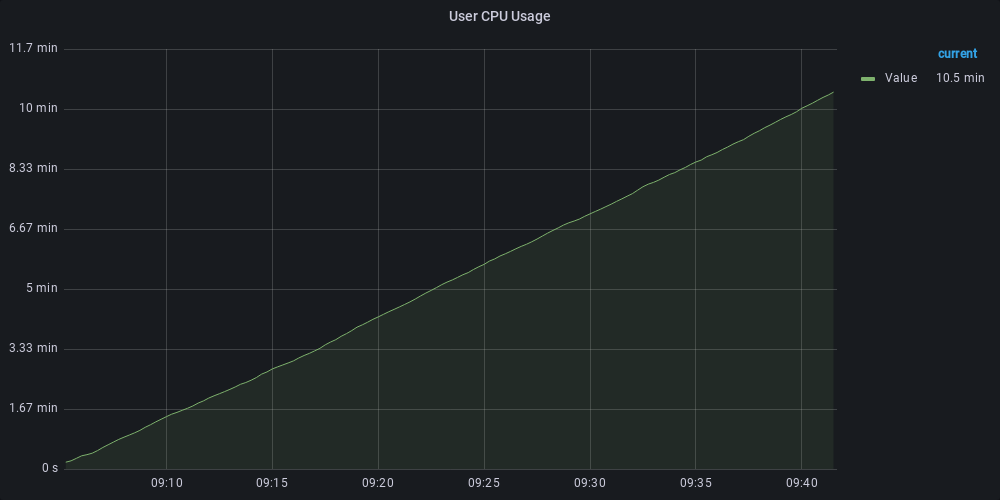 User CPU Usage
11.7 min
10 min
8.33 min
6.67 min
5 min
3.33 min
1.67 min
0 s
09:10 09:15 09:20 09:25 09:30 09:35 09:40
current
Value 10.5 min